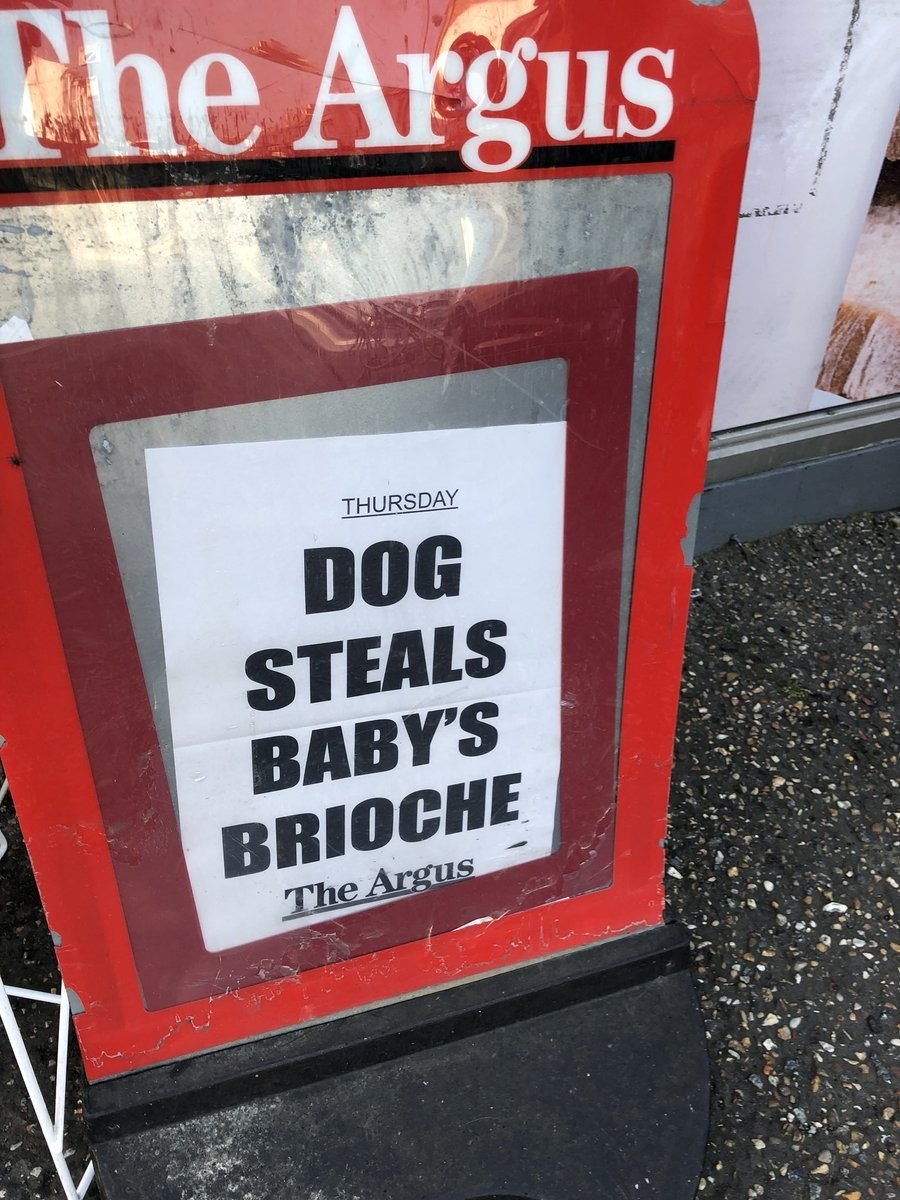 The Argus
THURSDAY
DOG
STEALS
BABY'S
BRIOCHE
The Argus